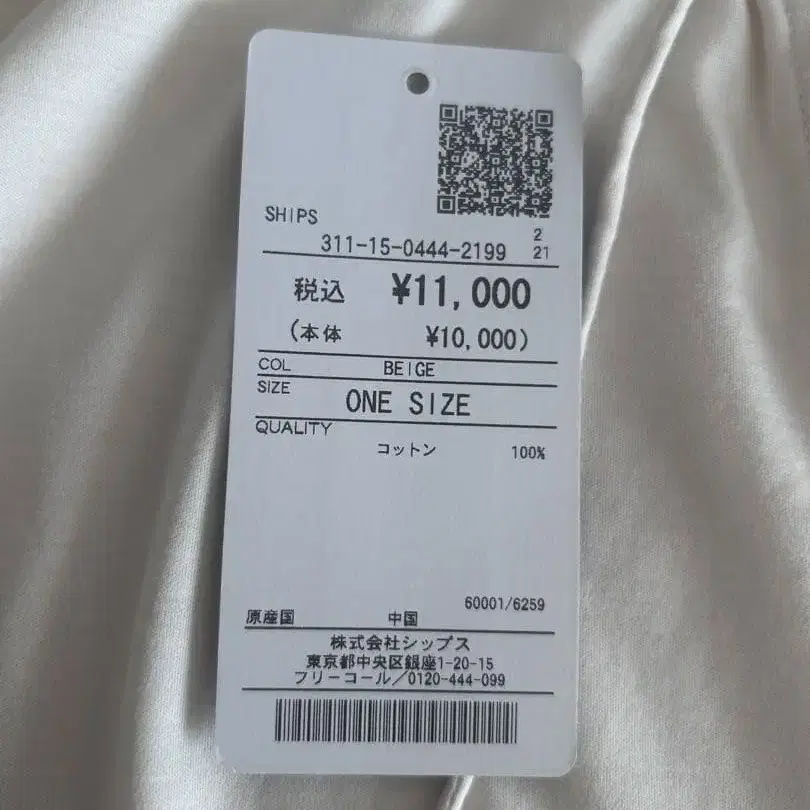 SHIPS
311-15-0444-2199
2
21
税込 ¥11,000
(本体 ¥10,000)
COL BEIGE
SIZE ONE SIZE
QUALITY
コットン 100%
60001/6259
原産国 中国
株式会社シップス
東京都中央区銀座1-20-15
フリーコール/0120-444-099